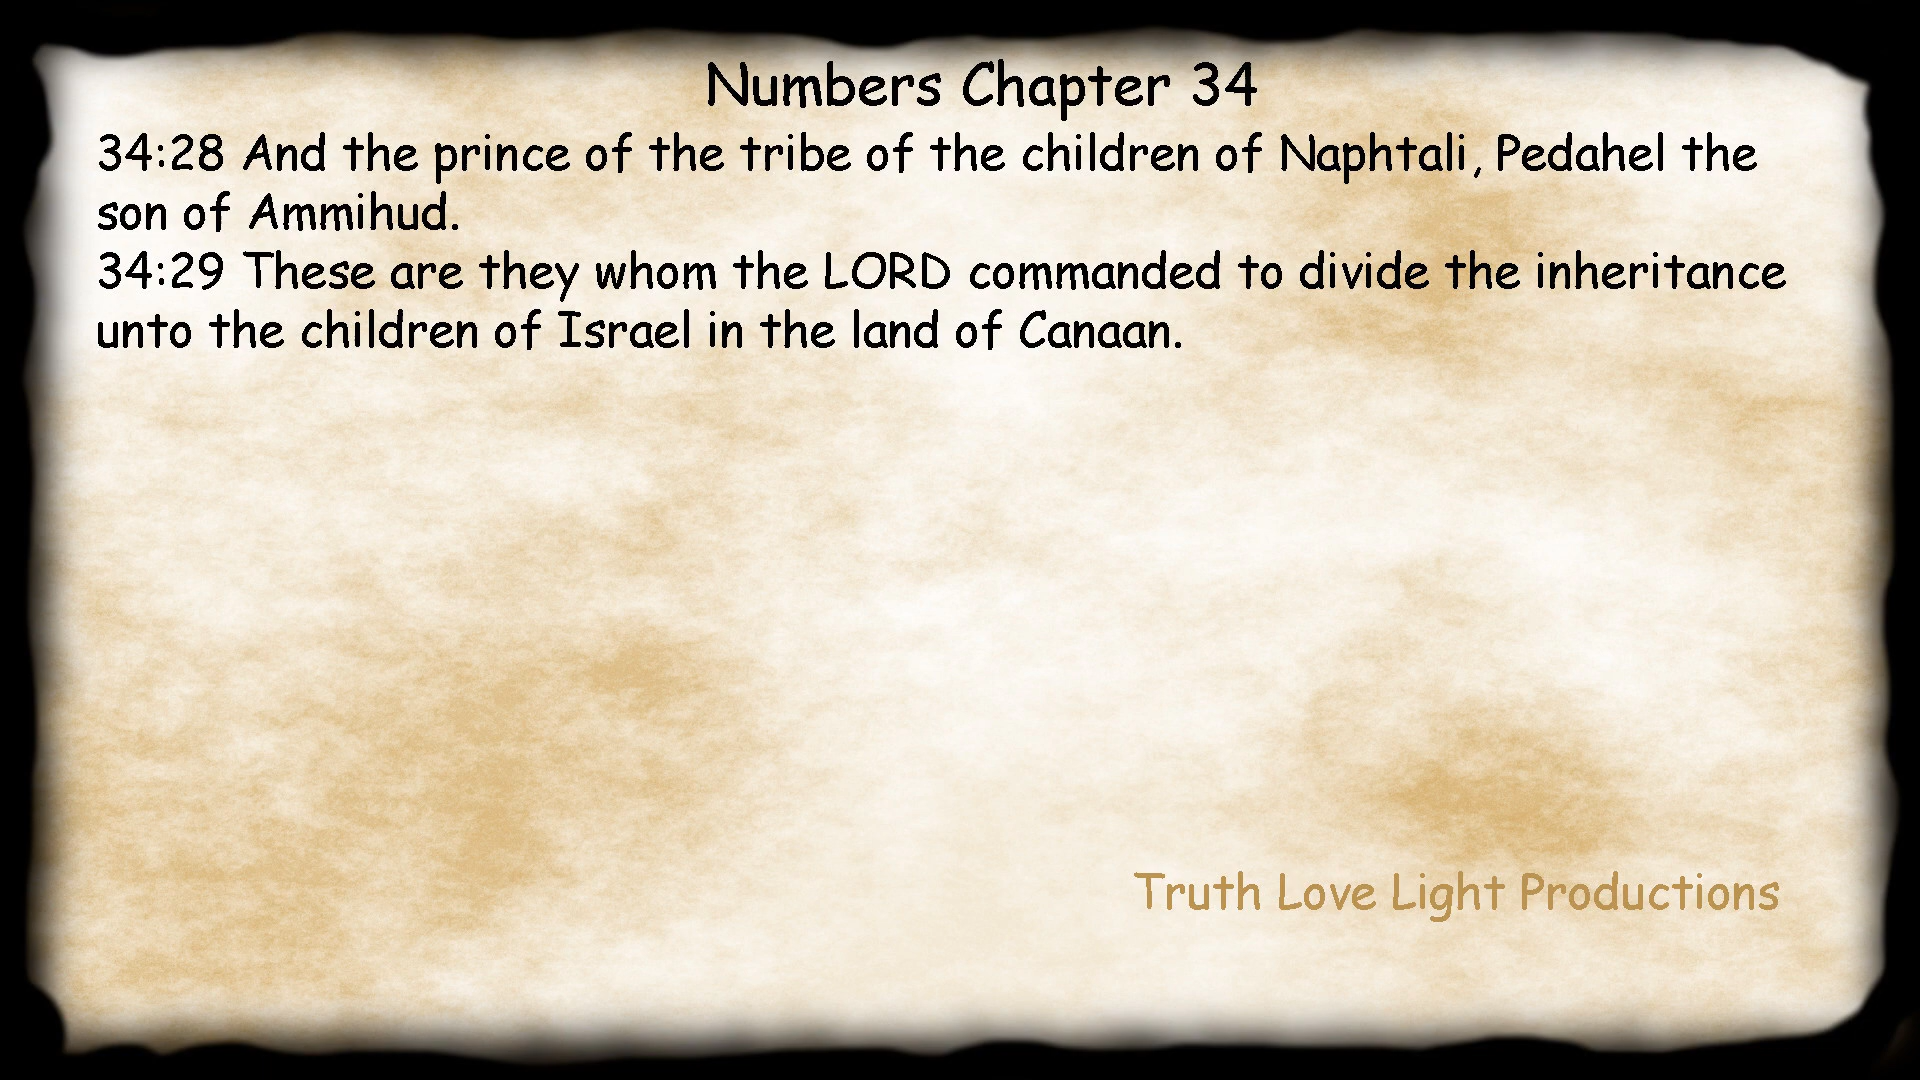 Numbers Chapter 34
34:28 And the prince of the tribe of the children of Naphtali, Pedahel the
son of Ammihud.
34:29 These are they whom the LORD commanded to divide the inheritance
unto the children of Israel in the land of Canaan.
Truth Love Light Productions